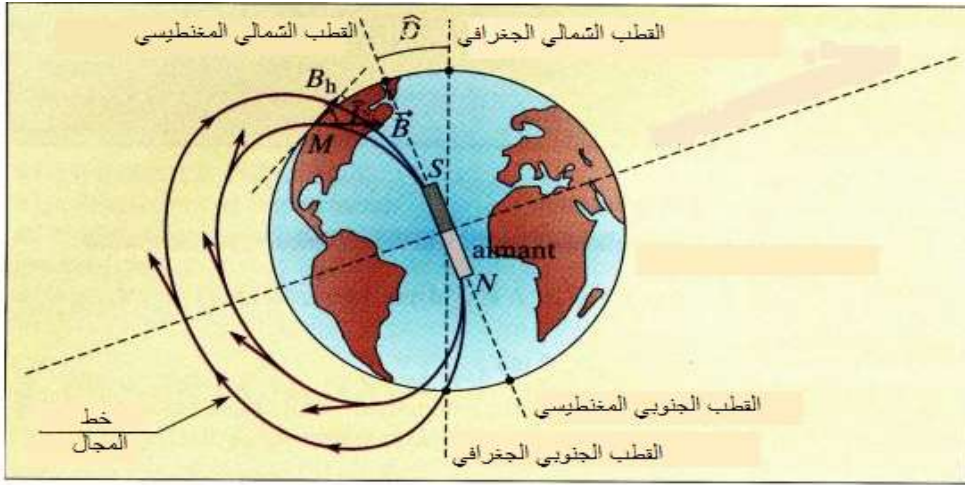 القطب الشمالي المغنطيسي
D̂
القطب الشمالي الجغرافي
Bh
Î
B⃗
M
S
aimant
N
خط
المجال
القطب الجنوبي المغنطيسي
القطب الجنوبي الجغرافي